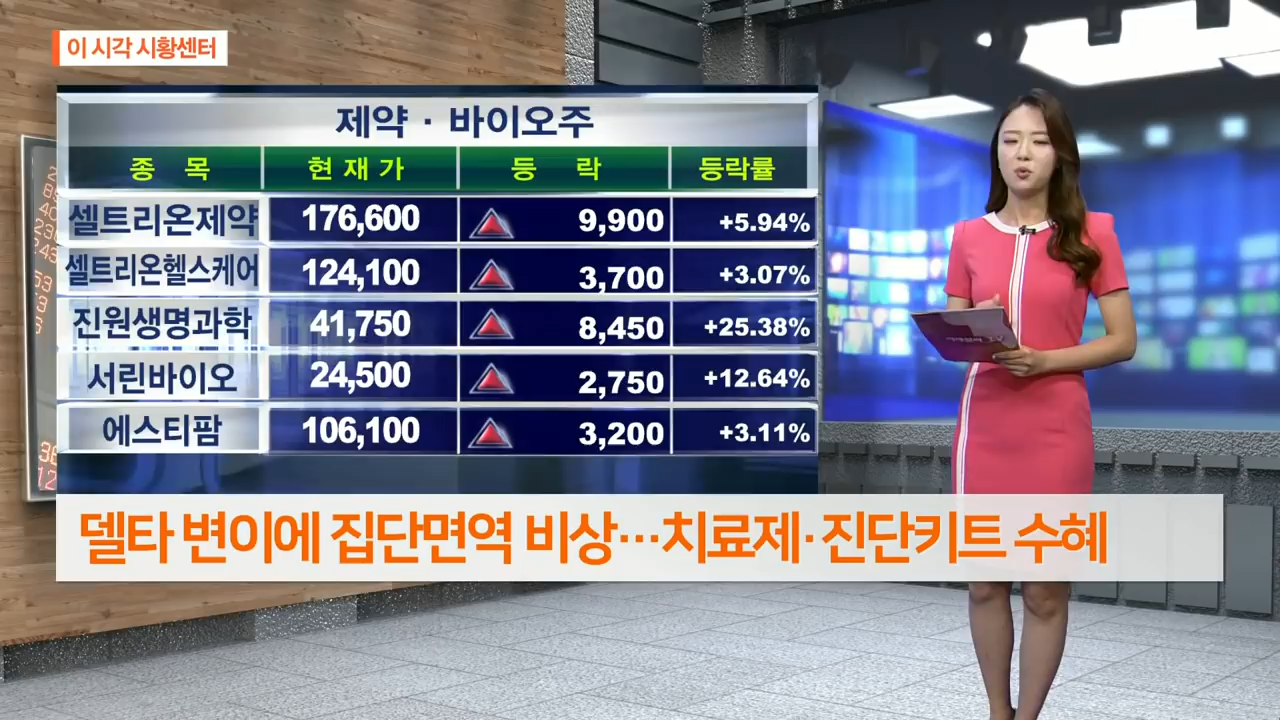 이 시각 시황센터
제약 · 바이오주
종 목 현 재 가 등 락 등락률
셀트리온제약 176,600 ▲ 9,900 +5.94%
셀트리온헬스케어 124,100 ▲ 3,700 +3.07%
진원생명과학 41,750 ▲ 8,450 +25.38%
서린바이오 24,500 ▲ 2,750 +12.64%
에스티팜 106,100 ▲ 3,200 +3.11%
델타 변이에 집단면역 비상…치료제·진단키트 수혜